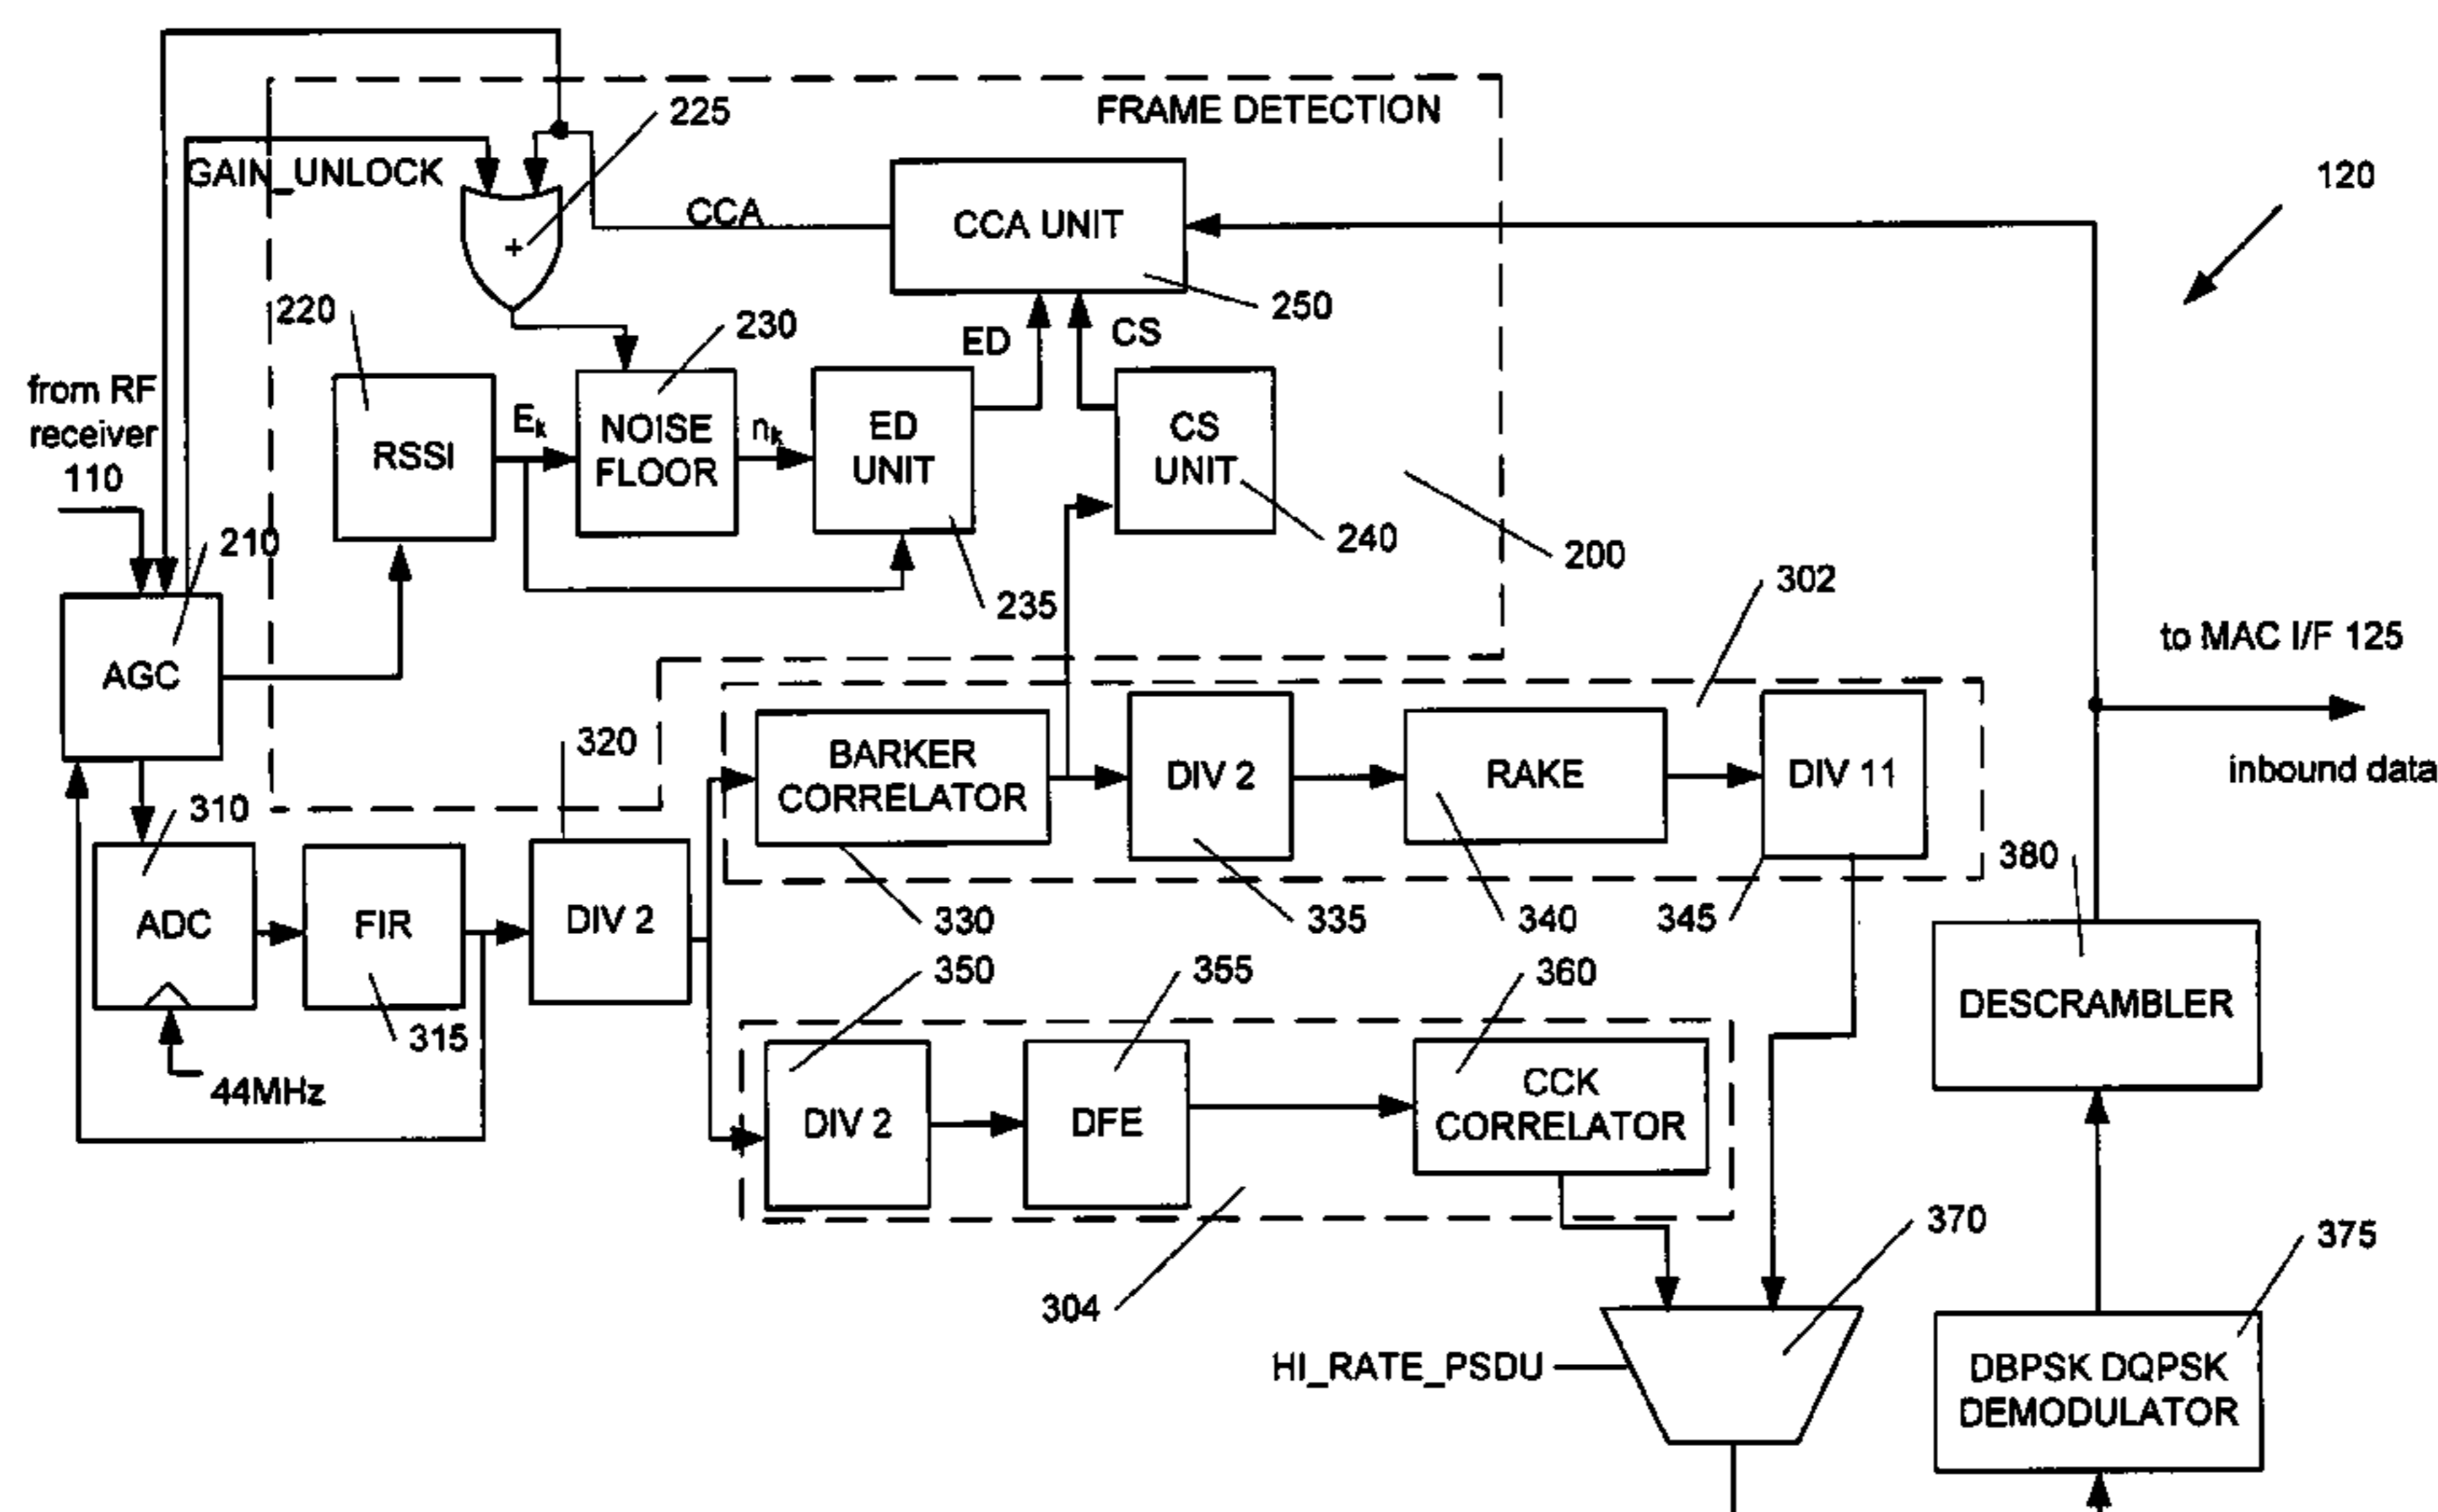 FRAME DETECTION
225
GAIN_UNLOCK
120
CCA
CCA UNIT
+
250
220
230
ED
CS
from RF
receiver
110
RSSI
Ek
NOISE
FLOOR
nk
ED
UNIT
CS
UNIT
240
200
210
235
302
to MAC I/F 125
AGC
320
BARKER
CORRELATOR
DIV 2
RAKE
DIV 11
inbound data
310
380
ADC
FIR
DIV 2
330
335
340
345
350
355
360
DESCRAMBLER
315
44MHz
DIV 2
DFE
CCK
CORRELATOR
370
375
304
HI_RATE_PSDU
DBPSK DQPSK
DEMODULATOR